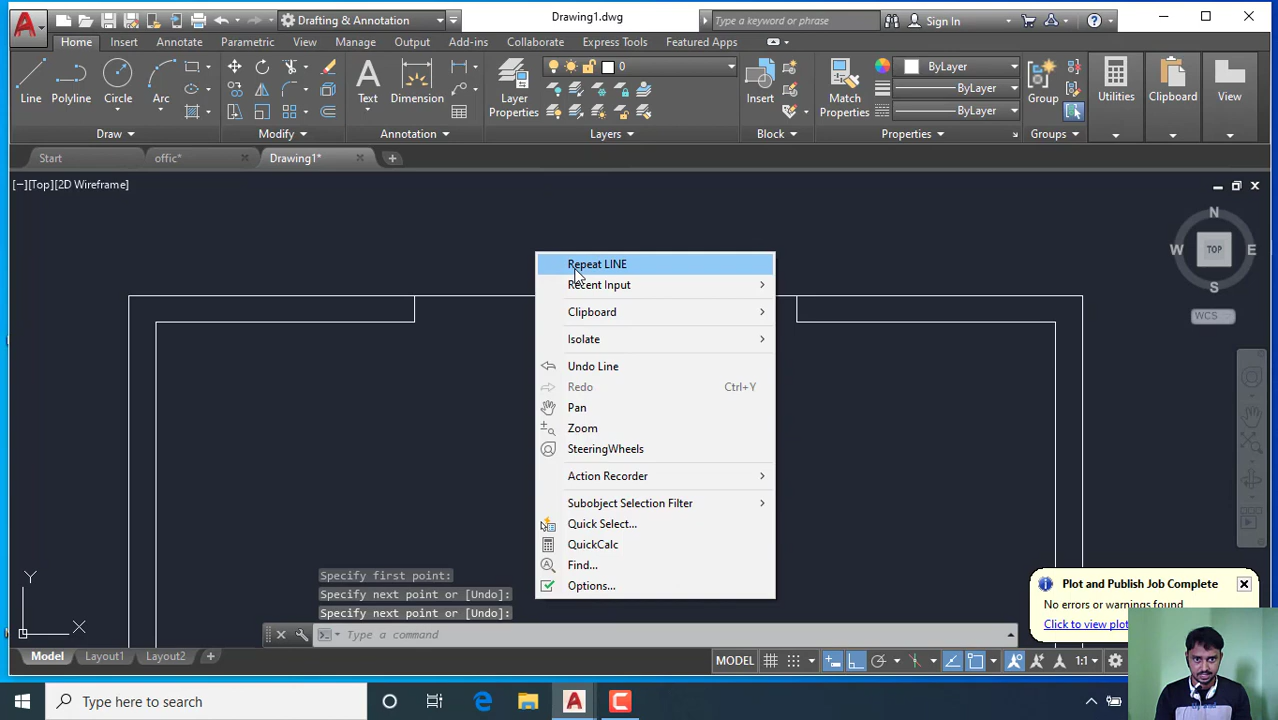 Drafting & Annotation
Drawing1.dwg
Type a keyword or phrase
Sign In
Home Insert Annotate Parametric View Manage Output Add-ins Collaborate Express Tools Featured Apps
Line Polyline Circle Arc
Text Dimension
Layer Properties
0
Insert
Match Properties
ByLayer
ByLayer
ByLayer
Group
Utilities
Clipboard
View
Draw Modify Annotation Layers Block Properties Groups
Start offic* Drawing1*
[−][Top][2D Wireframe]
N
W TOP E
S
WCS
Repeat LINE
Recent Input
Clipboard
Isolate
Undo Line
Redo Ctrl+Y
Pan
Zoom
SteeringWheels
Action Recorder
Subobject Selection Filter
Quick Select...
QuickCalc
Find...
Options...
Y
X
Specify first point:
Specify next point or [Undo]:
Specify next point or [Undo]:
Type a command
Plot and Publish Job Complete
No errors or warnings found
Click to view plot
Model Layout1 Layout2
MODEL
1:1
Type here to search